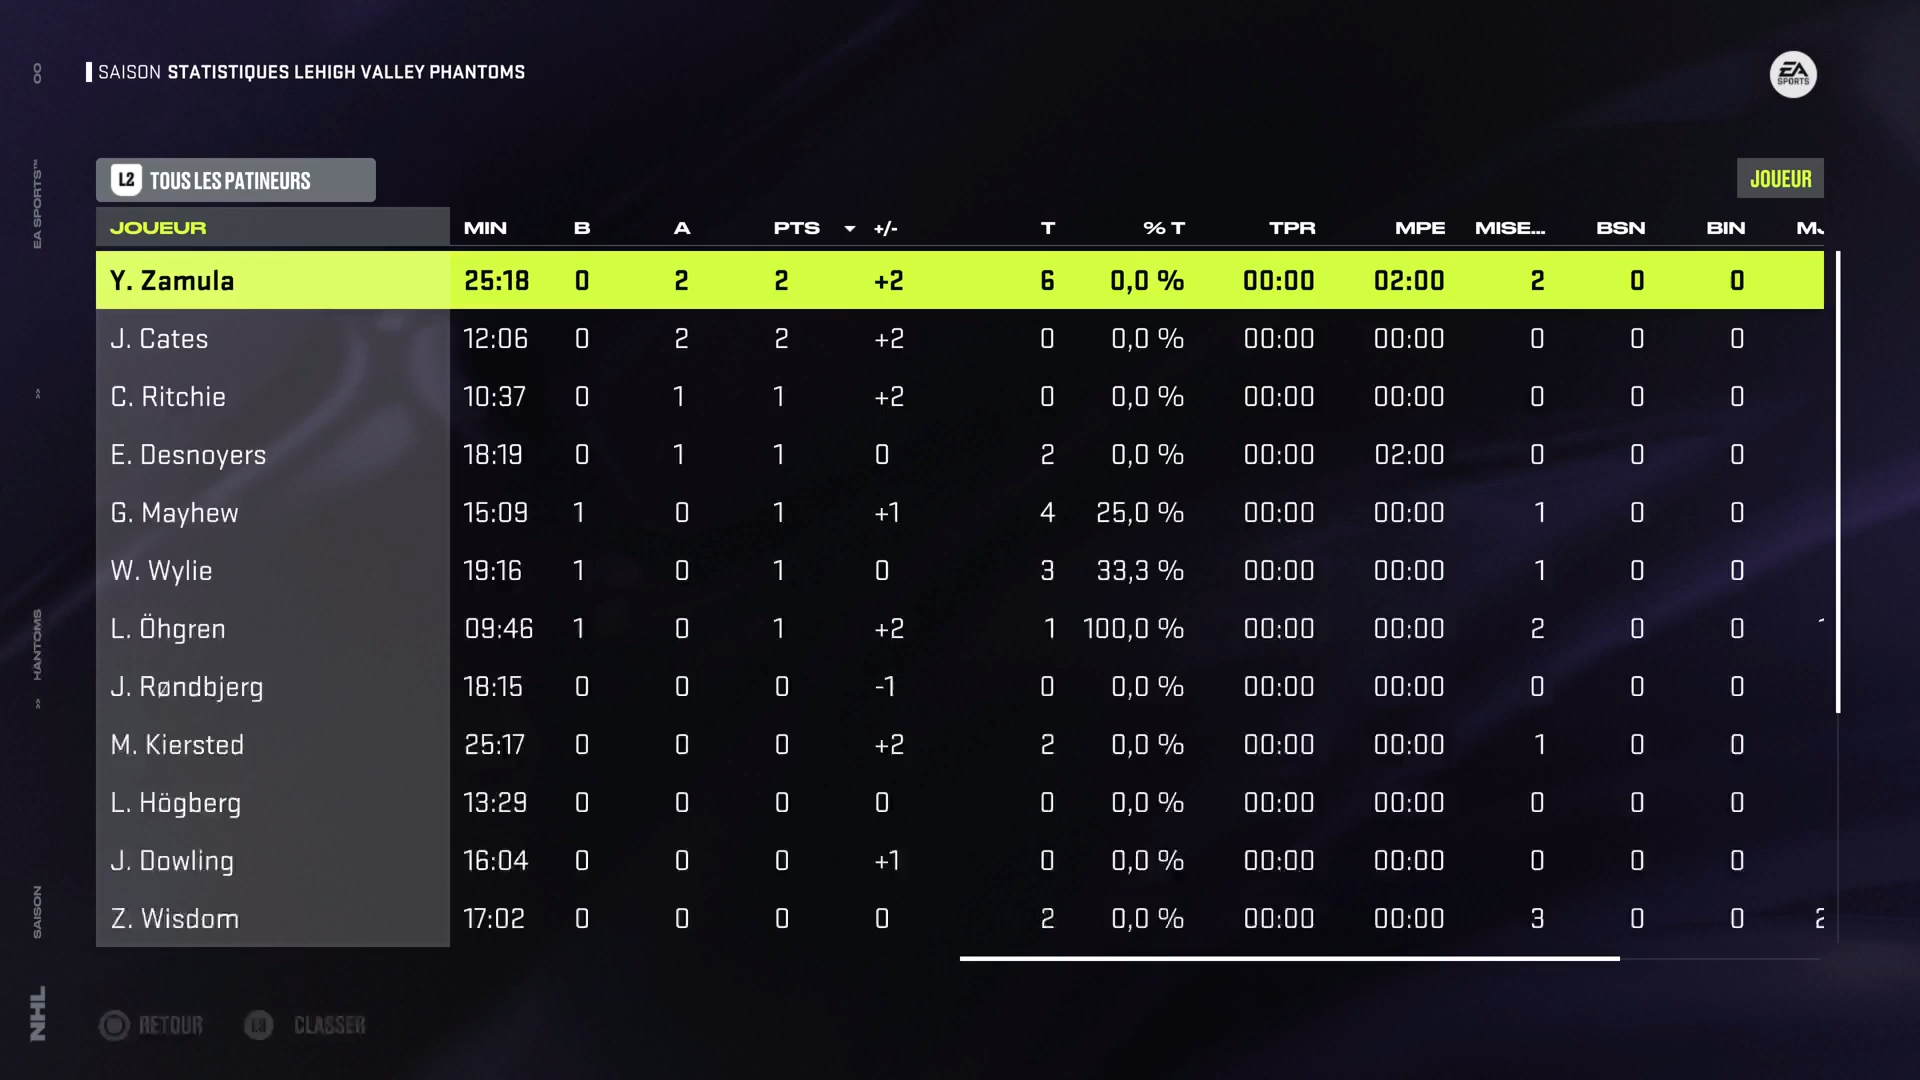 SAISON STATISTIQUES LEHIGH VALLEY PHANTOMS
EA SPORTS
L2 TOUS LES PATINEURS
JOUEUR
JOUEUR MIN B A PTS +/- T % T TPR MPE MISE... BSN BIN
Y. Zamula 25:18 0 2 2 +2 6 0,0 % 00:00 02:00 2 0 0
J. Cates 12:06 0 2 2 +2 0 0,0 % 00:00 00:00 0 0 0
C. Ritchie 10:37 0 1 1 +2 0 0,0 % 00:00 00:00 0 0 0
E. Desnoyers 18:19 0 1 1 0 2 0,0 % 00:00 02:00 0 0 0
G. Mayhew 15:09 1 0 1 +1 4 25,0 % 00:00 00:00 1 0 0
W. Wylie 19:16 1 0 1 0 3 33,3 % 00:00 00:00 1 0 0
L. Öhgren 09:46 1 0 1 +2 1 100,0 % 00:00 00:00 2 0 0
J. Røndbjerg 18:15 0 0 0 -1 0 0,0 % 00:00 00:00 0 0 0
M. Kiersted 25:17 0 0 0 +2 2 0,0 % 00:00 00:00 1 0 0
L. Högberg 13:29 0 0 0 0 0 0,0 % 00:00 00:00 0 0 0
J. Dowling 16:04 0 0 0 +1 0 0,0 % 00:00 00:00 0 0 0
Z. Wisdom 17:02 0 0 0 0 2 0,0 % 00:00 00:00 3 0 0
RETOUR CLASSER
NHL SAISON >> HANTOMS >> EA SPORTS™